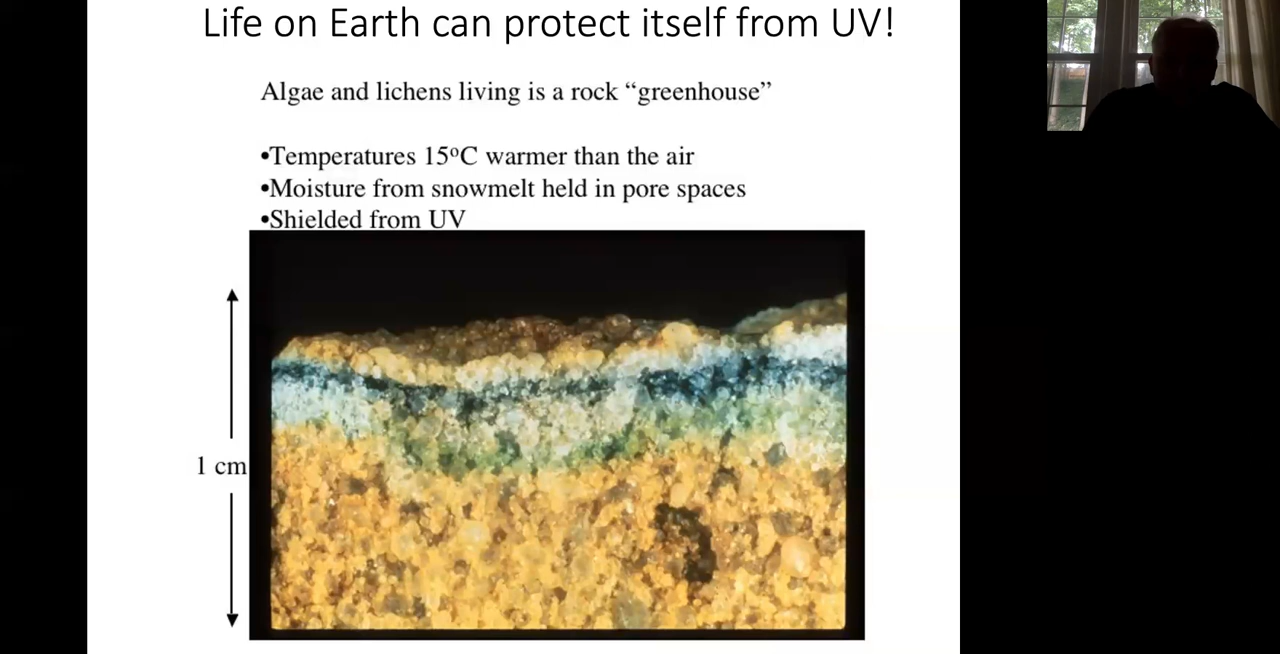 Life on Earth can protect itself from UV!
Algae and lichens living is a rock “greenhouse”
•Temperatures 15ºC warmer than the air
•Moisture from snowmelt held in pore spaces
•Shielded from UV
1 cm